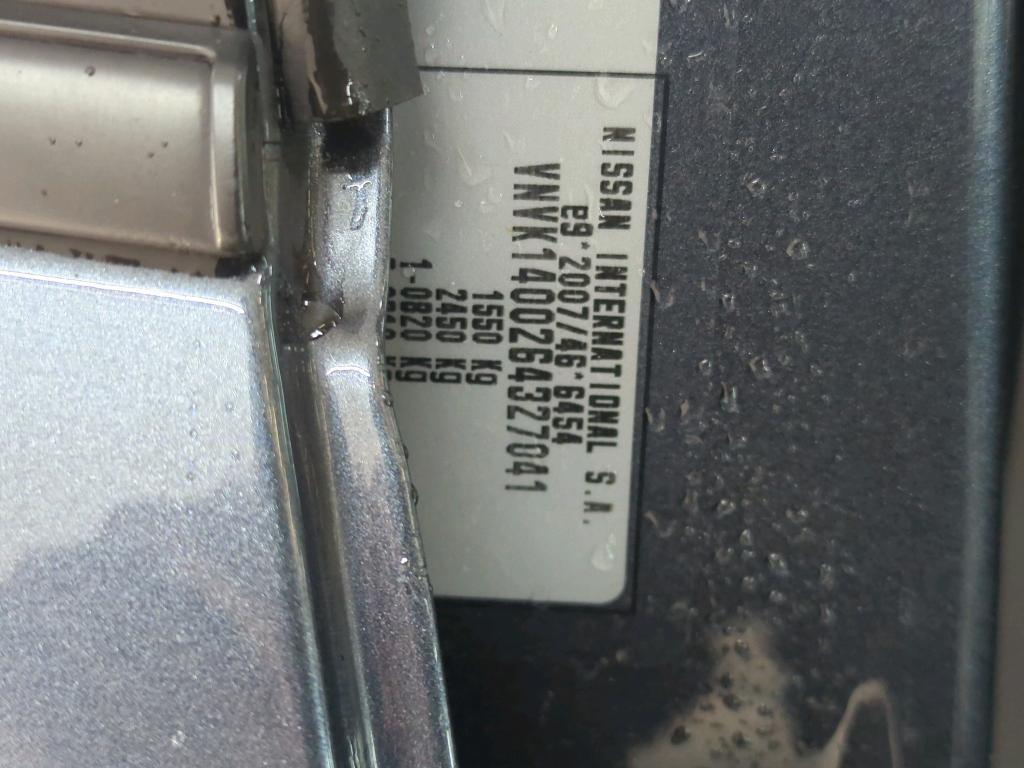 NISSAN INTERNATIONAL S.A.
e9*2007/46*6454
VNVK1400264327041
1550 Kg
2450 Kg
1-0820 Kg